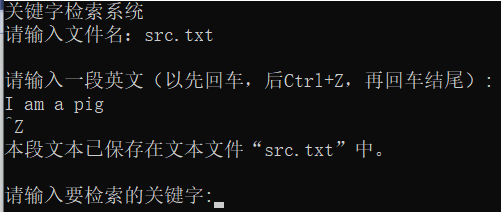 关键字检索系统
请输入文件名：src.txt
请输入一段英文（以先回车，后Ctrl+Z，再回车结尾）：
I am a pig
^Z
本段文本已保存在文本文件“src.txt”中。
请输入要检索的关键字: